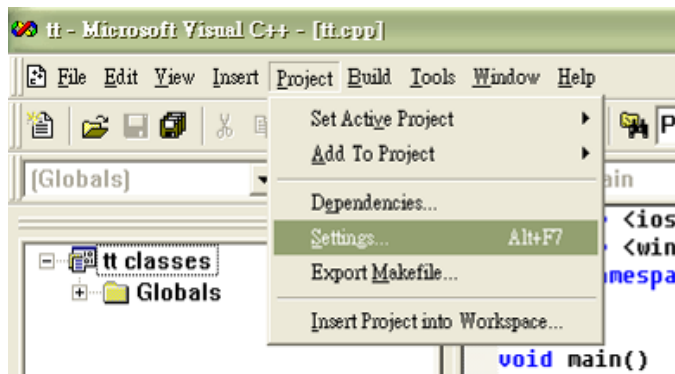 tt - Microsoft Visual C++ - [tt.cpp]
File Edit View Insert Project Build Tools Window Help
Set Active Project
Add To Project
P
(Globals)
ain
Dependencies...
<ios
Settings... Alt+F7
<win
tt classes
Export Makefile...
mespa
Globals
Insert Project into Workspace...
void main()